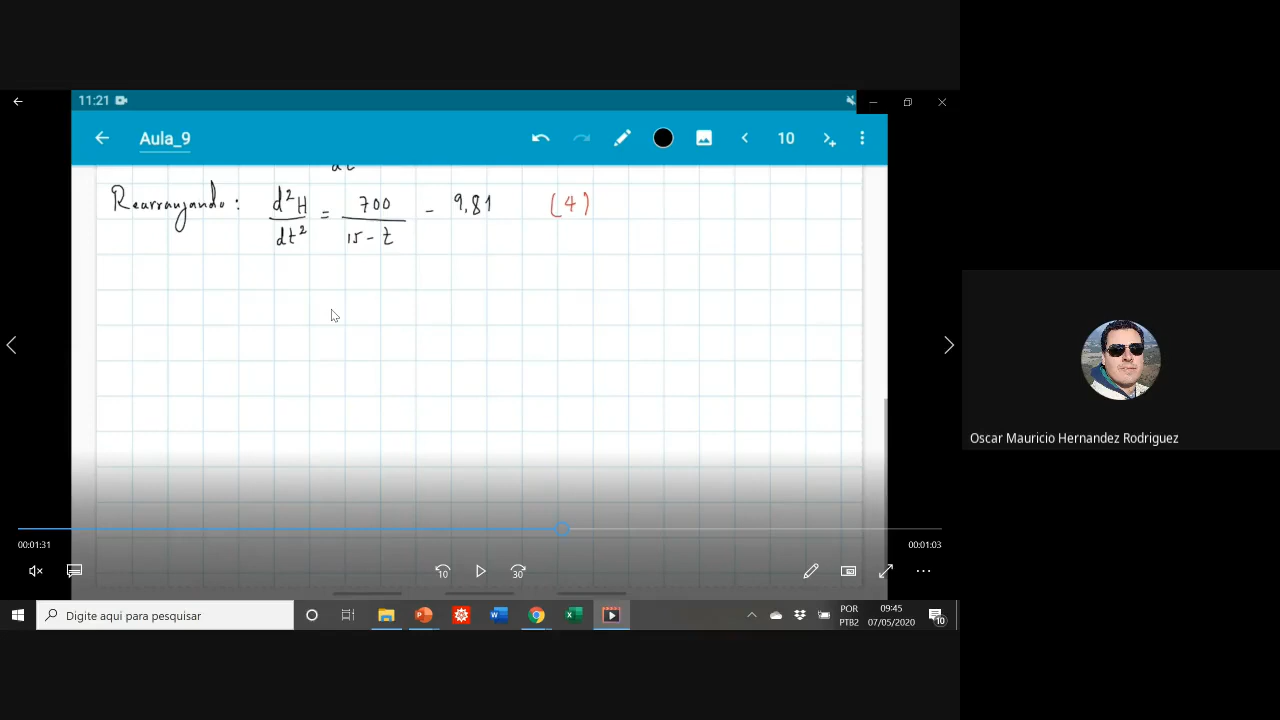 11:21
Aula_9
10
dt
Rearranjando: d²H/dt² = 700/(15-t) - 9,81 (4)
Oscar Mauricio Hernandez Rodriguez
00:01:31
00:01:03
10
30
Digite aqui para pesquisar
POR
PTB2
09:45
07/05/2020
10